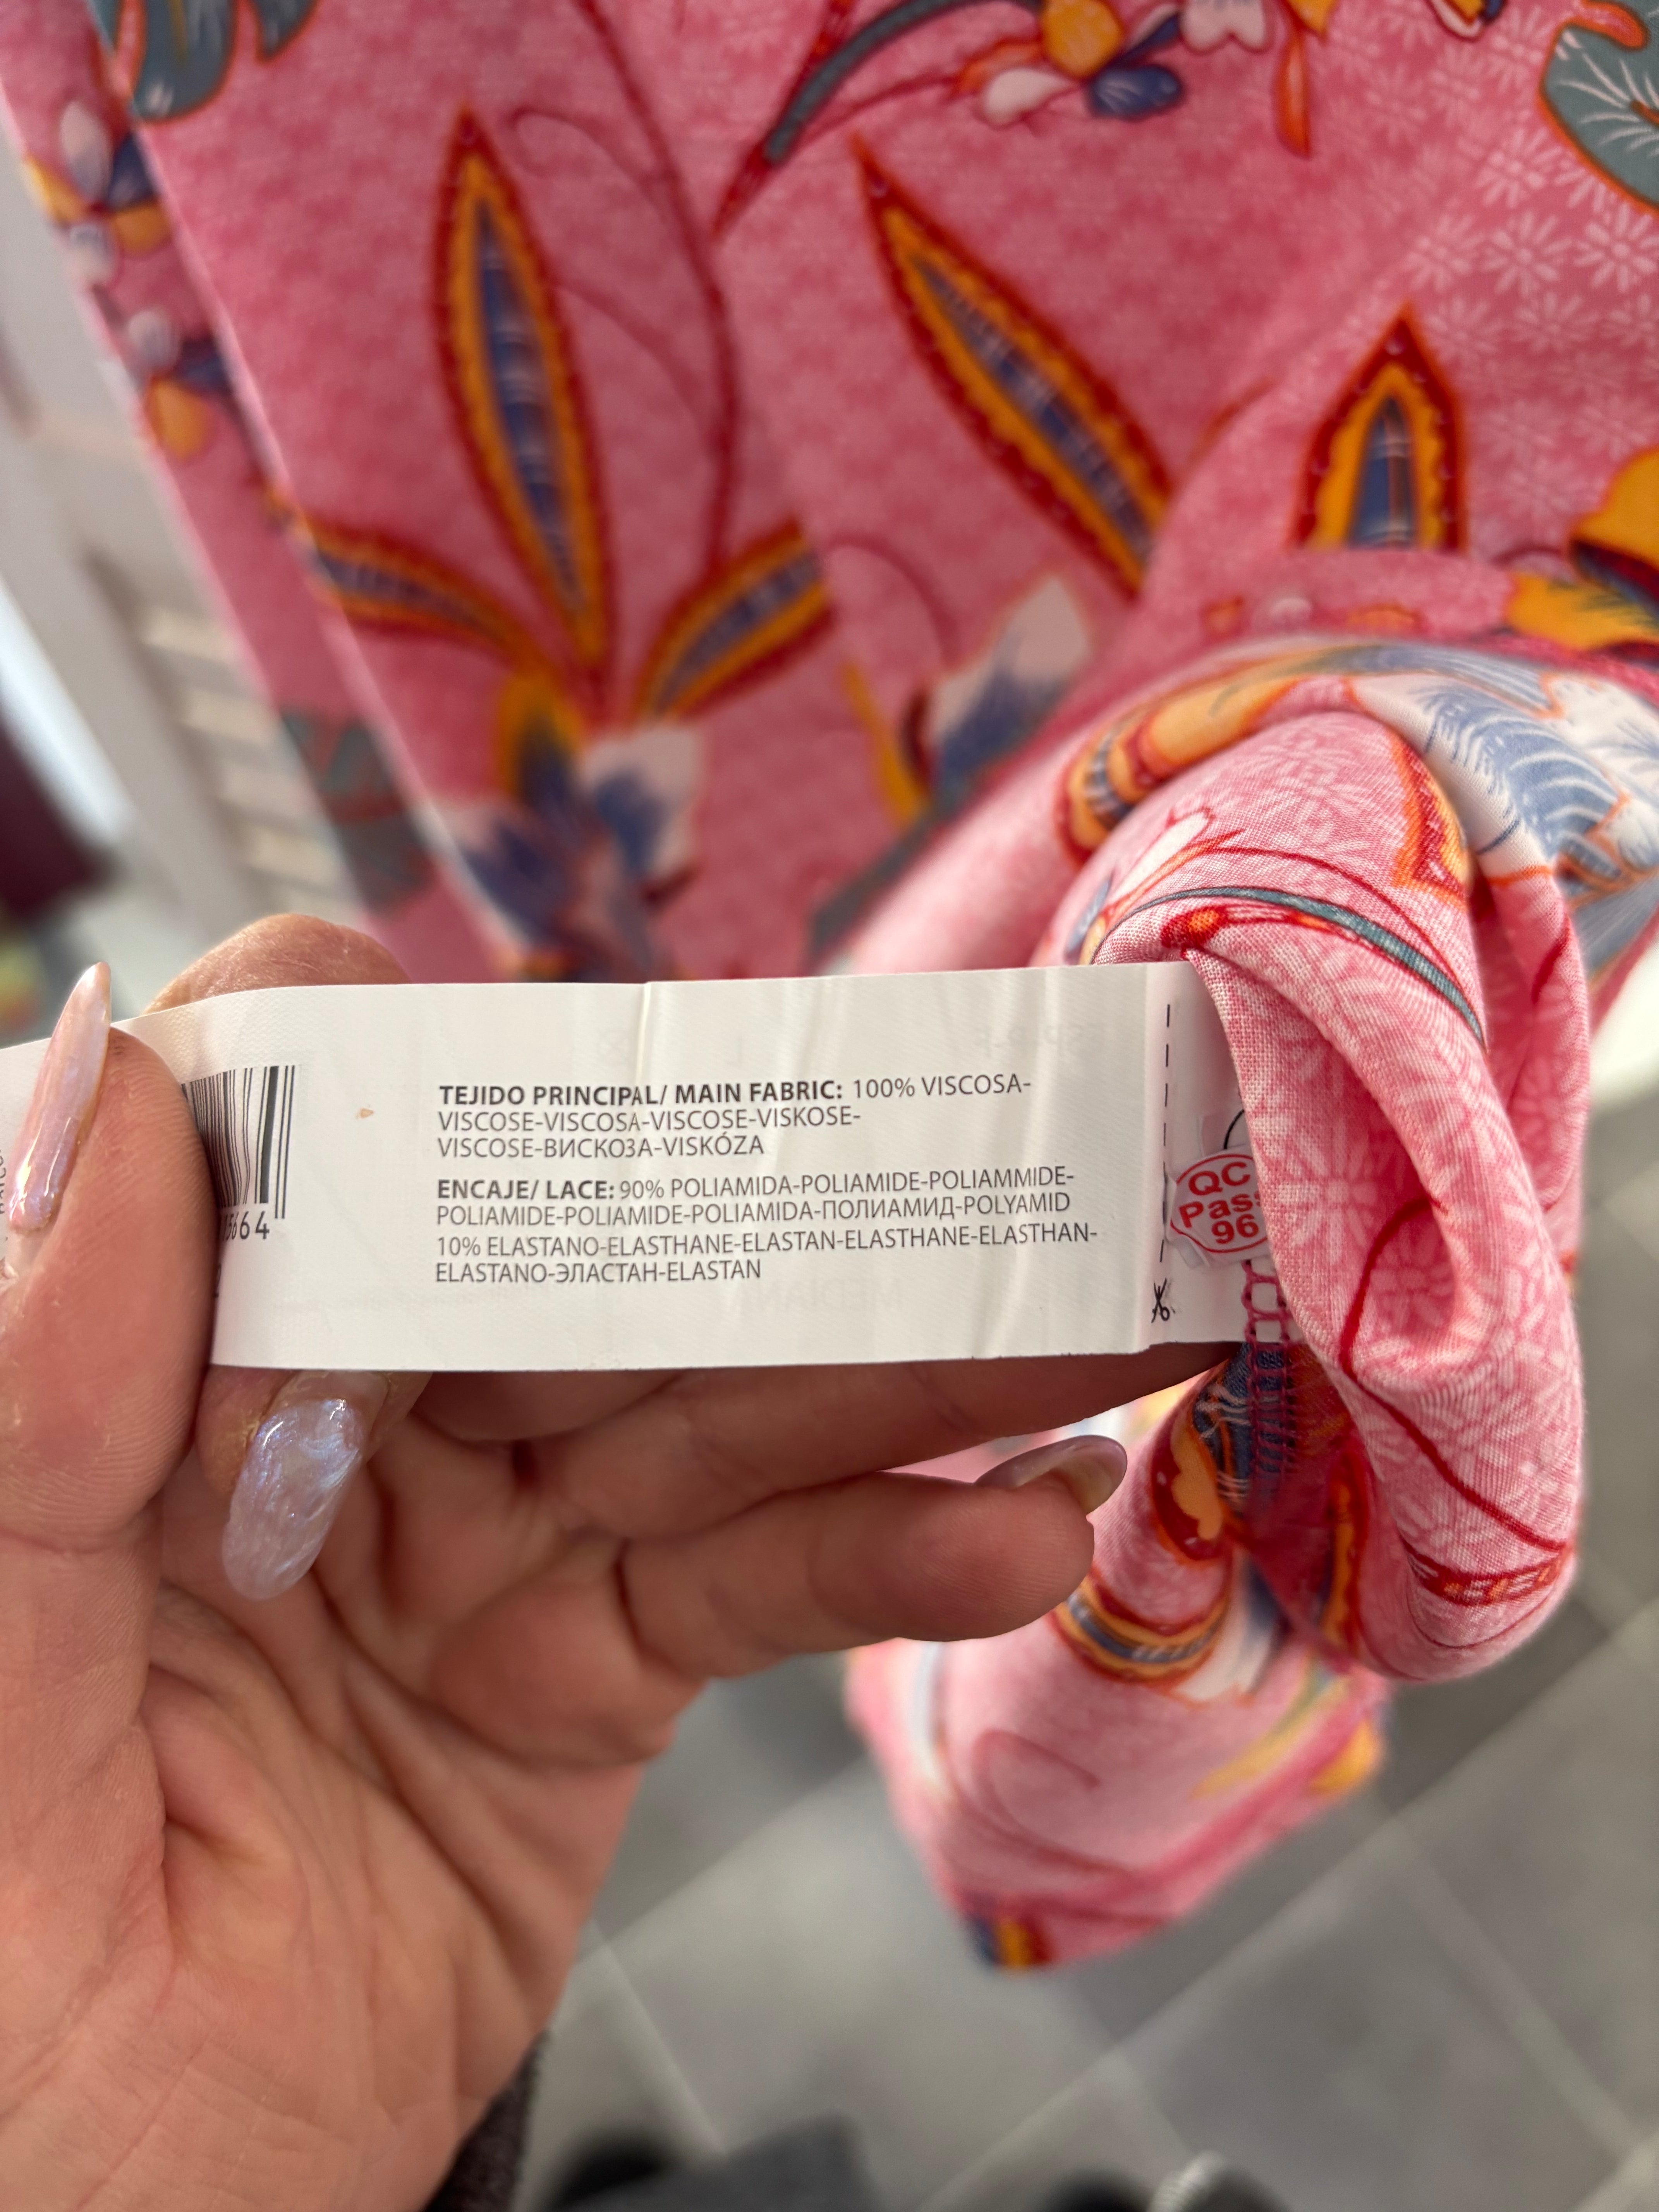 TEJIDO PRINCIPAL/ MAIN FABRIC: 100% VISCOSA-
VISCOSE-VISCOSA-VISCOSE-VISKOSE-
VISCOSE-ВИСКОЗА-VISKÓZA
ENCAJE/ LACE: 90% POLIAMIDA-POLIAMIDE-POLIAMMIDE-
POLIAMIDE-POLIAMIDE-POLIAMIDA-ПОЛИАМИД-POLYAMID
10% ELASTANO-ELASTHANE-ELASTAN-ELASTHANE-ELASTHAN-
ELASTANO-ЭЛАСТАН-ELASTAN
QC
Pass
96
664